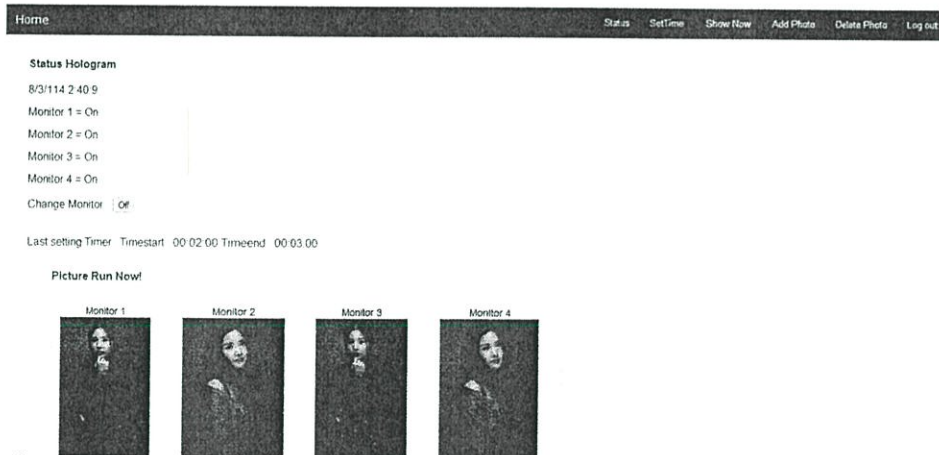 Home Status SetTime Show Now Add Photo Delete Photo Log out
Status Hologram
8/3/114 2 40 9
Monitor 1 = On
Monitor 2 = On
Monitor 3 = On
Monitor 4 = On
Change Monitor Off
Last setting Timer Timestart 00:02:00 Timeend 00:03:00
Picture Run Now!
Monitor 1 Monitor 2 Monitor 3 Monitor 4